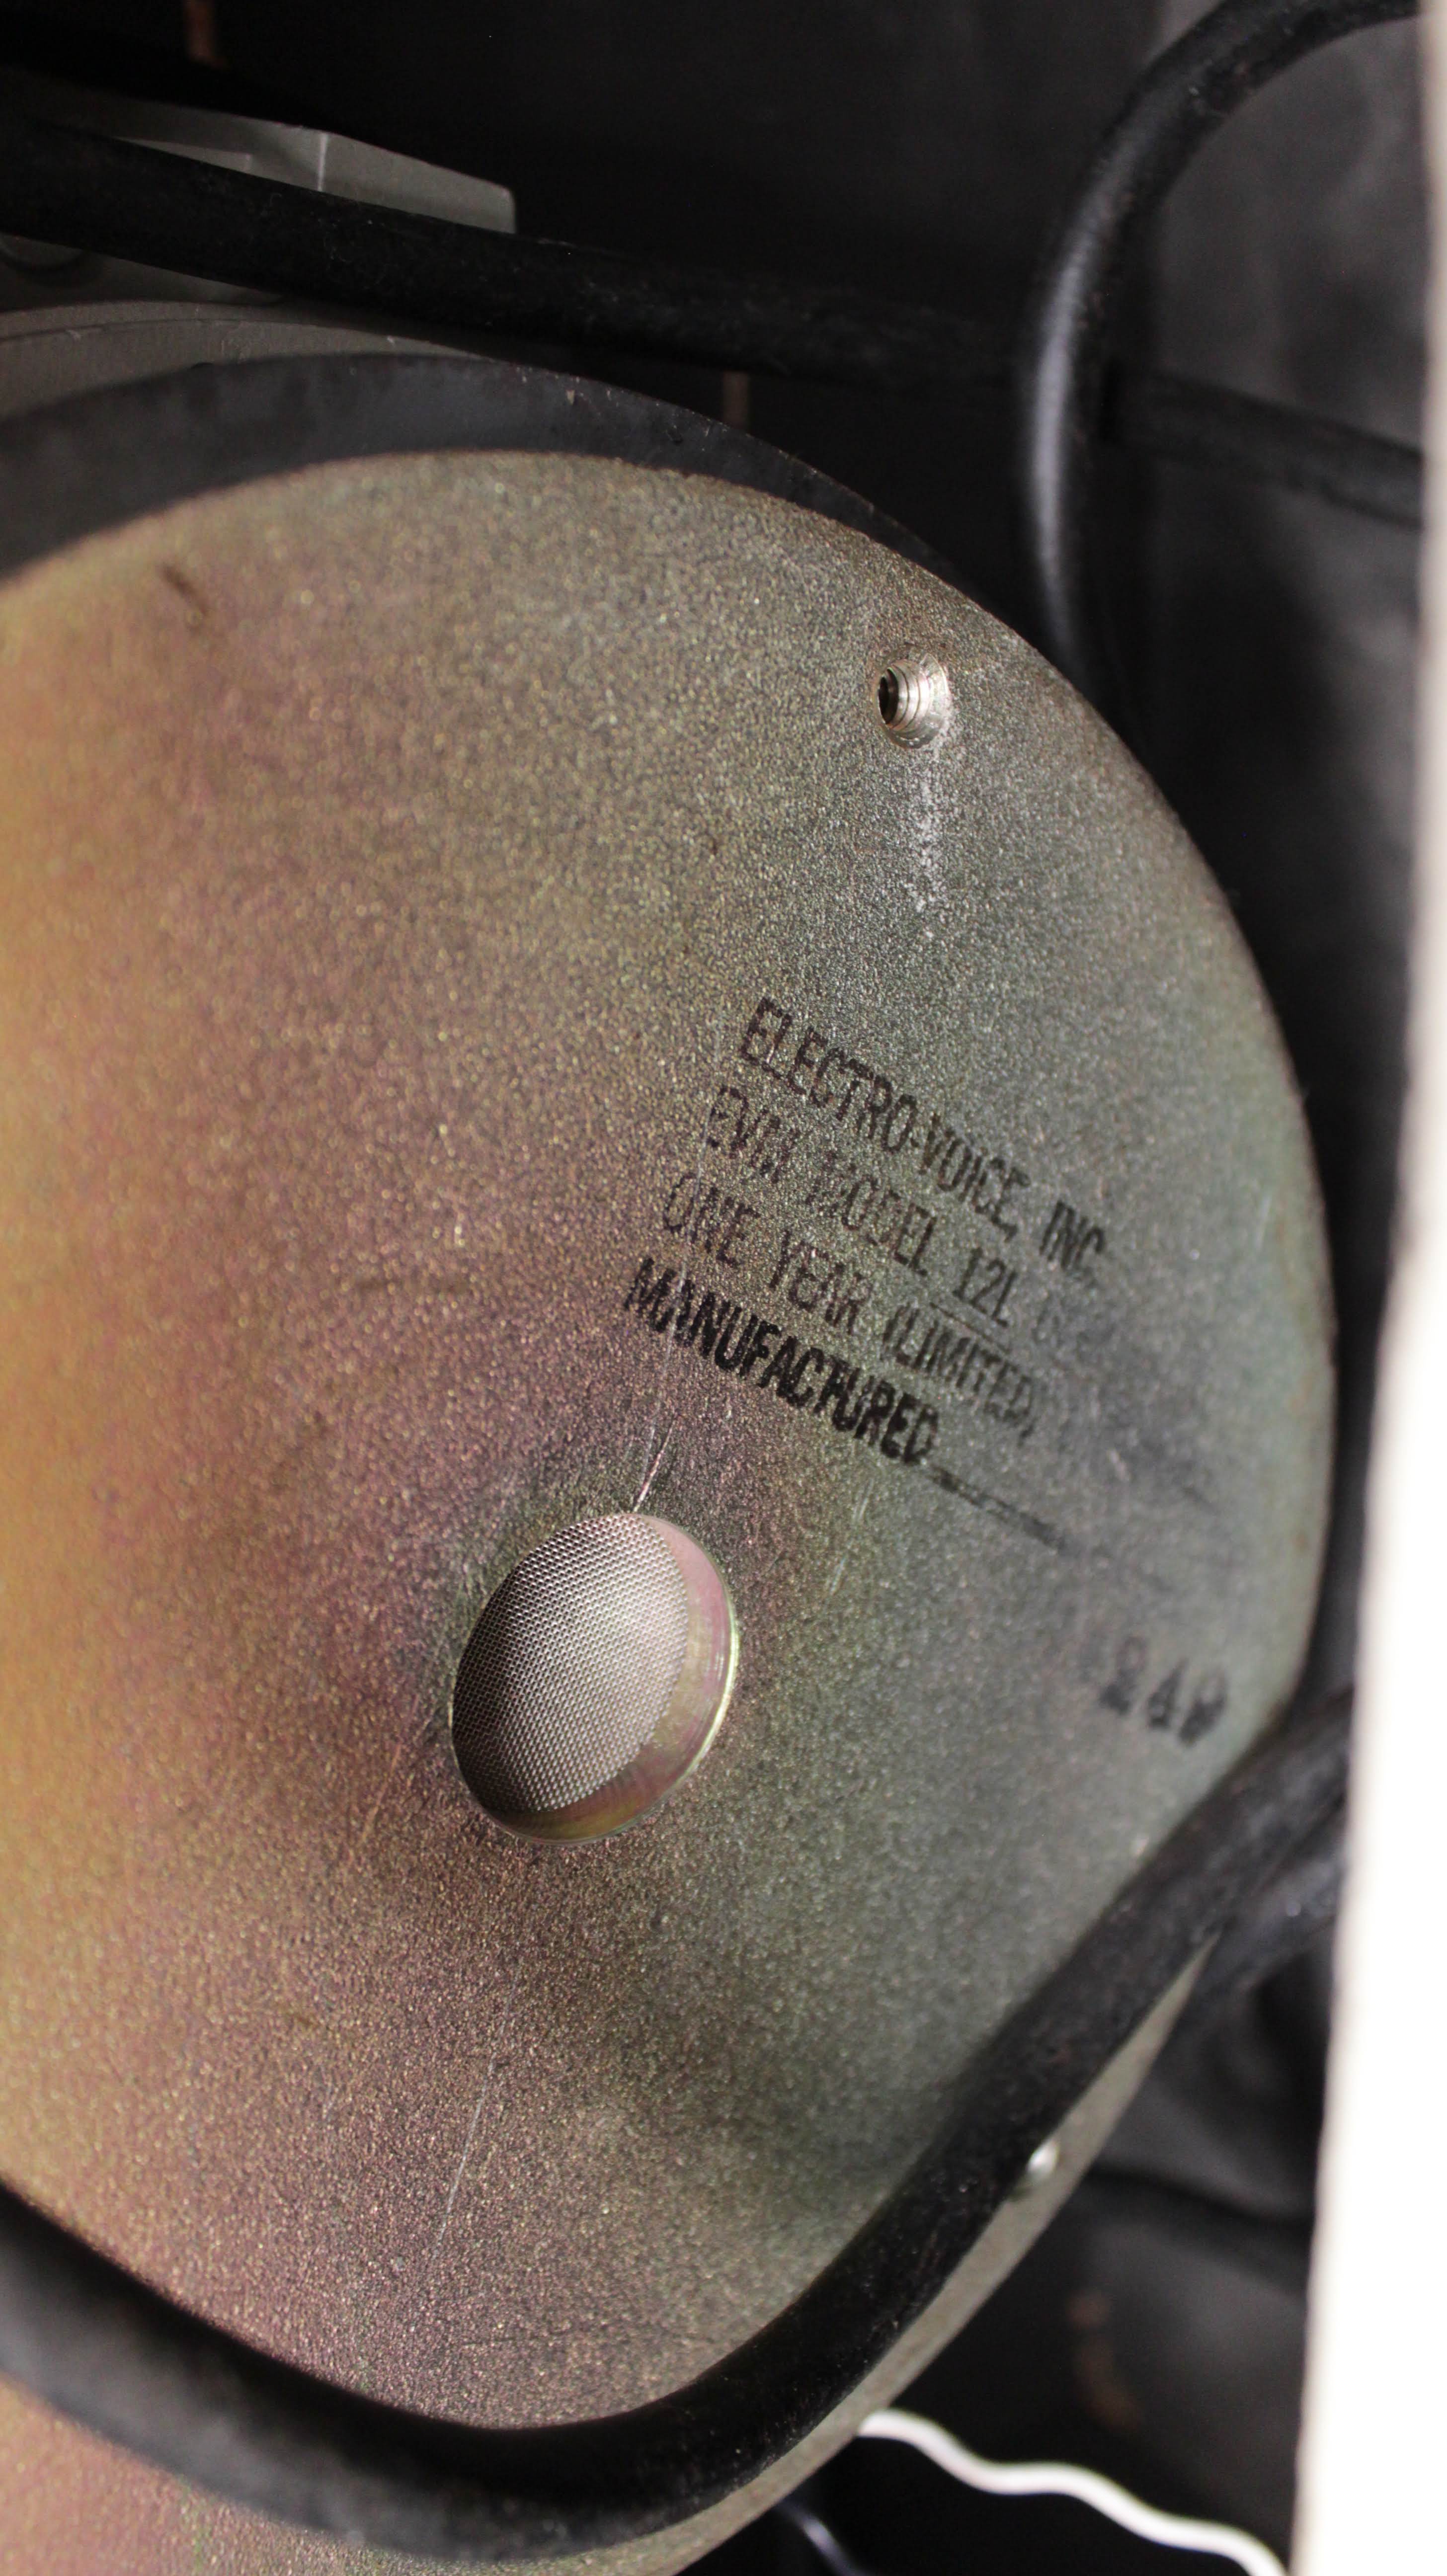 ELECTRO-VOICE, INC.
EVM MODEL 12L
ONE YEAR (LIMITED)
MANUFACTURED